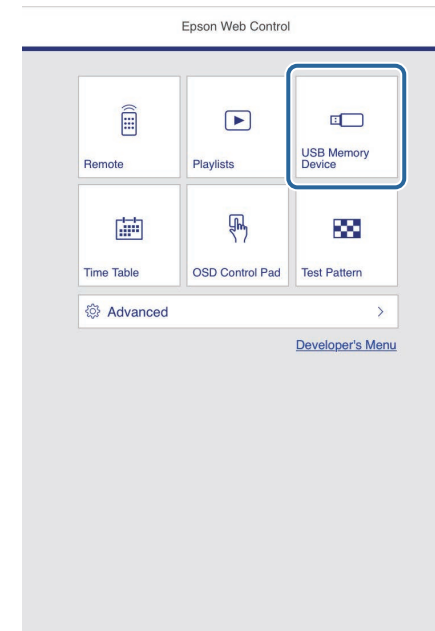 Epson Web Control
Remote
Playlists
USB Memory
Device
Time Table
OSD Control Pad
Test Pattern
Advanced
Developer's Menu